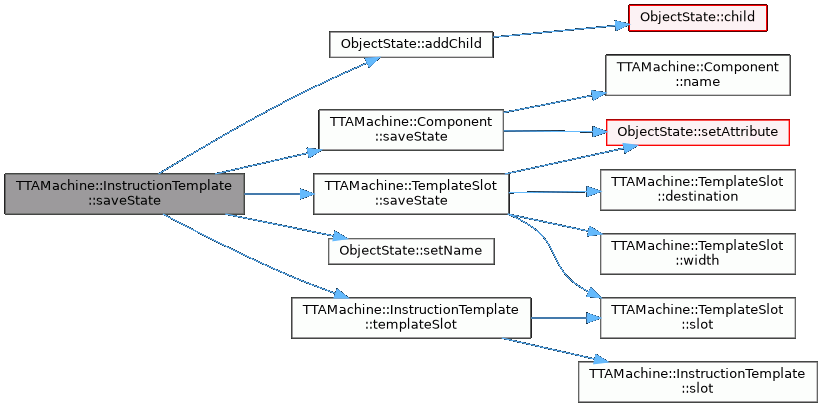 ObjectState::child
ObjectState::addChild
TTAMachine::Component
::name
TTAMachine::Component
::saveState
ObjectState::setAttribute
TTAMachine::InstructionTemplate
::saveState
TTAMachine::TemplateSlot
::saveState
TTAMachine::TemplateSlot
::destination
ObjectState::setName
TTAMachine::TemplateSlot
::width
TTAMachine::InstructionTemplate
::templateSlot
TTAMachine::TemplateSlot
::slot
TTAMachine::InstructionTemplate
::slot